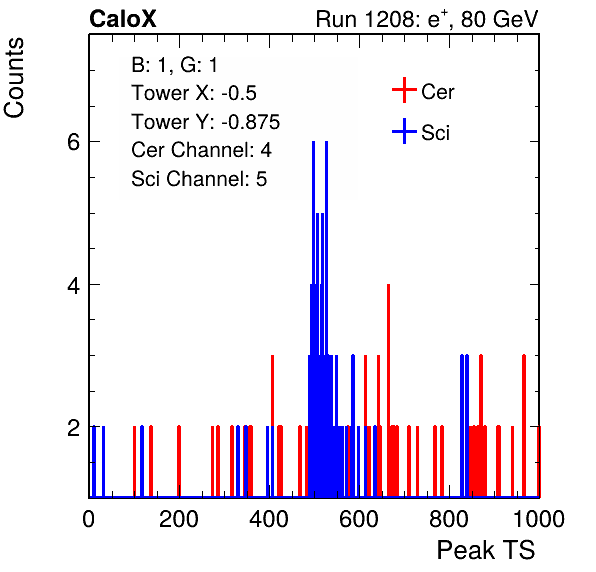 CaloX Run 1208: e⁺, 80 GeV
Counts
B: 1, G: 1
Tower X: -0.5
Tower Y: -0.875
Cer Channel: 4
Sci Channel: 5
Cer
Sci
6
4
2
0 200 400 600 800 1000
Peak TS